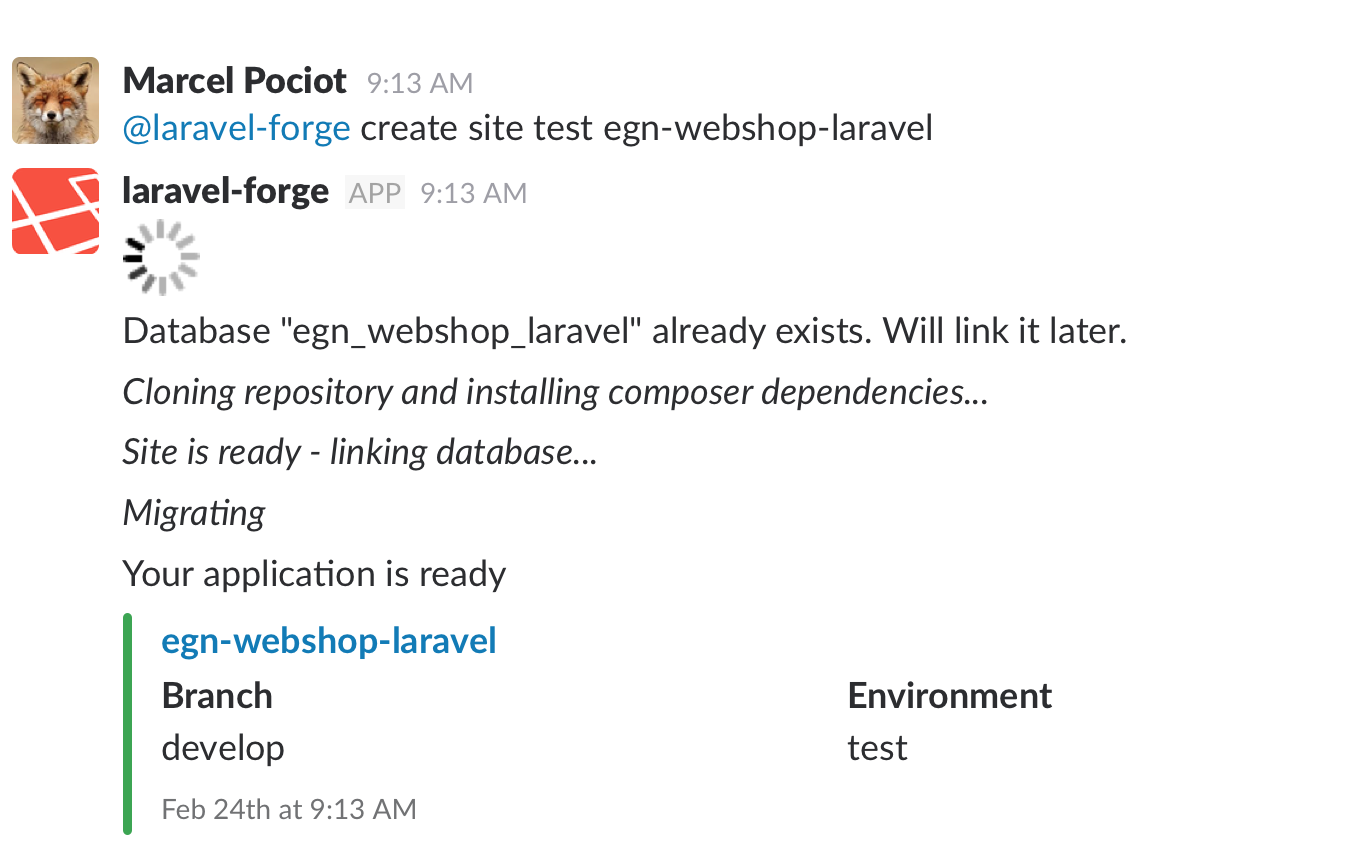 Marcel Pociot 9:13 AM
@laravel-forge create site test egn-webshop-laravel
laravel-forge APP 9:13 AM
Database "egn_webshop_laravel" already exists. Will link it later.
Cloning repository and installing composer dependencies...
Site is ready - linking database...
Migrating
Your application is ready
egn-webshop-laravel
Branch Environment
develop test
Feb 24th at 9:13 AM